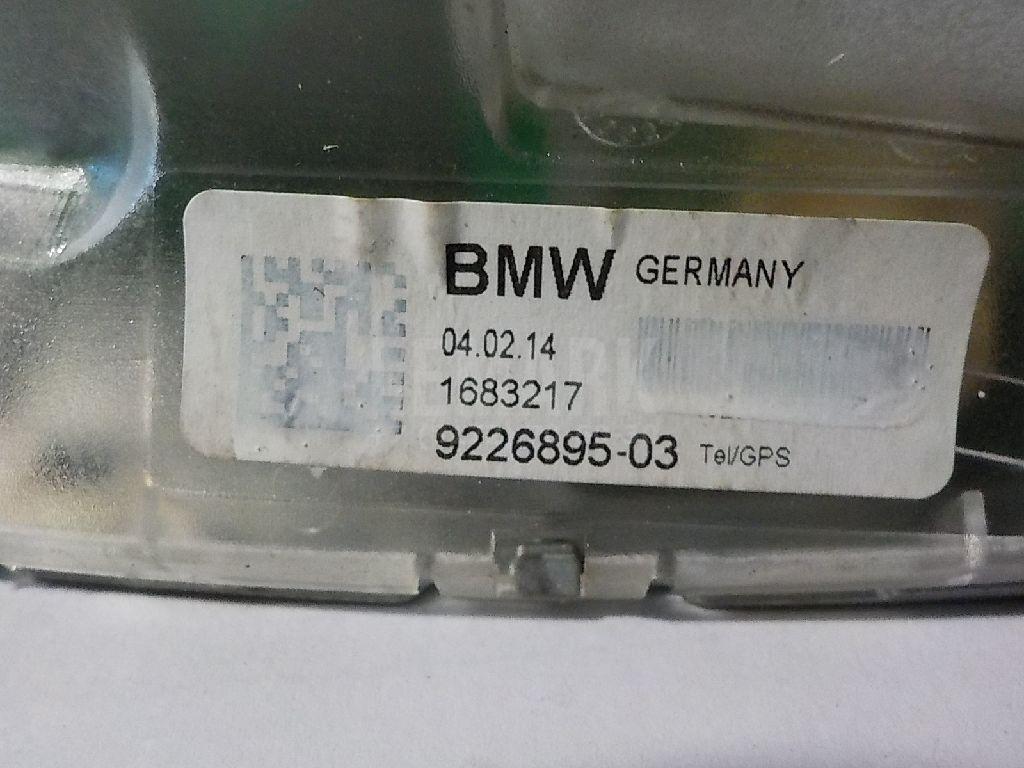 BMW GERMANY
04.02.14
1683217
9226895-03 Tel/GPS